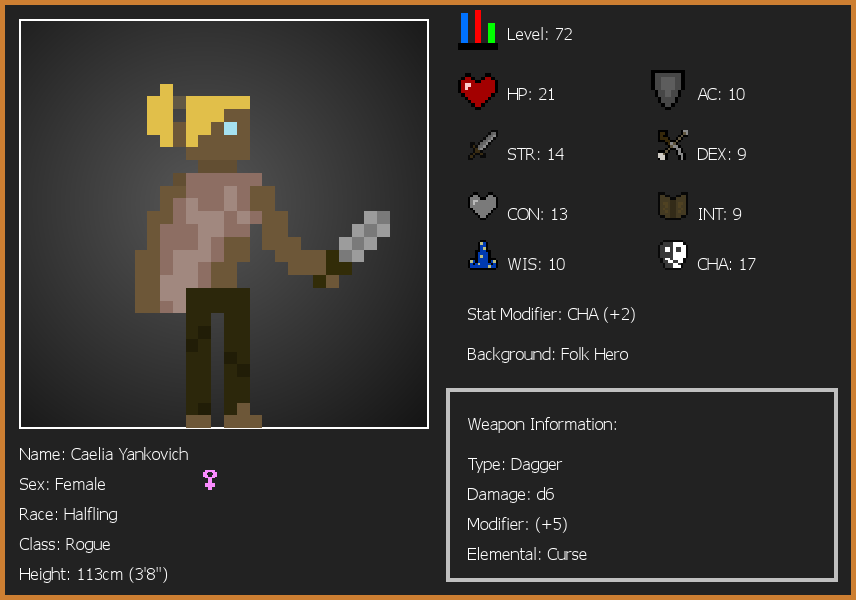 Level: 72
HP: 21
AC: 10
STR: 14
DEX: 9
CON: 13
INT: 9
WIS: 10
CHA: 17
Stat Modifier: CHA (+2)
Background: Folk Hero
Weapon Information:
Type: Dagger
Damage: d6
Modifier: (+5)
Elemental: Curse
Name: Caelia Yankovich
Sex: Female
Race: Halfling
Class: Rogue
Height: 113cm (3'8")